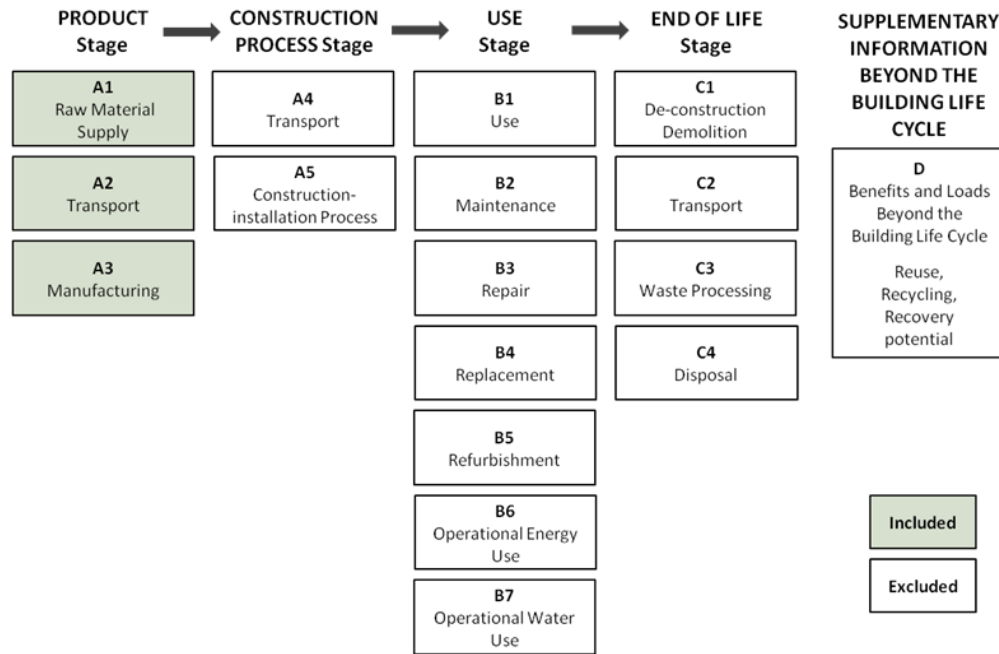 PRODUCT
Stage
CONSTRUCTION
PROCESS Stage
USE
Stage
END OF LIFE
Stage
SUPPLEMENTARY
INFORMATION
BEYOND THE
BUILDING LIFE
CYCLE
A1
Raw Material
Supply
A2
Transport
A3
Manufacturing
A4
Transport
A5
Construction-
installation Process
B1
Use
B2
Maintenance
B3
Repair
B4
Replacement
B5
Refurbishment
B6
Operational Energy
Use
B7
Operational Water
Use
C1
De-construction
Demolition
C2
Transport
C3
Waste Processing
C4
Disposal
D
Benefits and Loads
Beyond the
Building Life Cycle
Reuse,
Recycling,
Recovery
potential
Included
Excluded